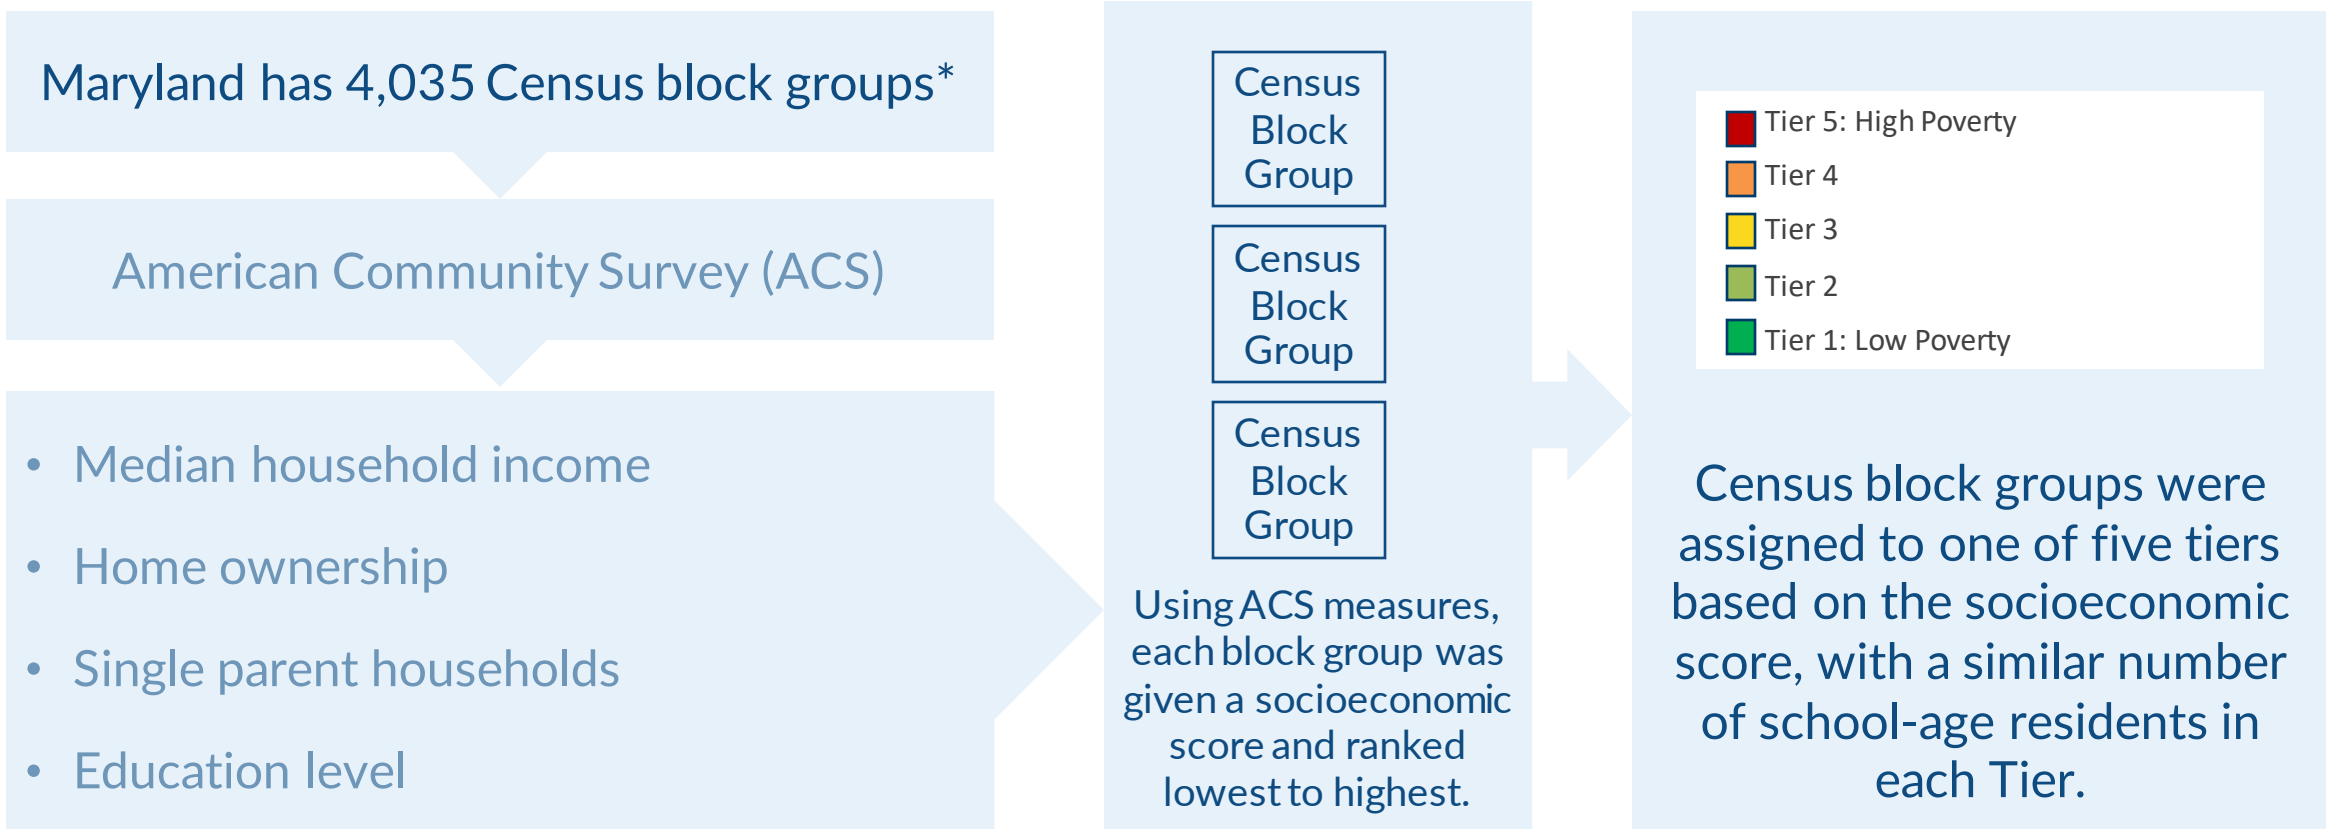 Maryland has 4,035 Census block groups*
American Community Survey (ACS)
• Median household income
• Home ownership
• Single parent households
• Education level
Census
Block
Group
Census
Block
Group
Census
Block
Group
Using ACS measures,
each block group was
given a socioeconomic
score and ranked
lowest to highest.
Tier 5: High Poverty
Tier 4
Tier 3
Tier 2
Tier 1: Low Poverty
Census block groups were
assigned to one of five tiers
based on the socioeconomic
score, with a similar number
of school-age residents in
each Tier.